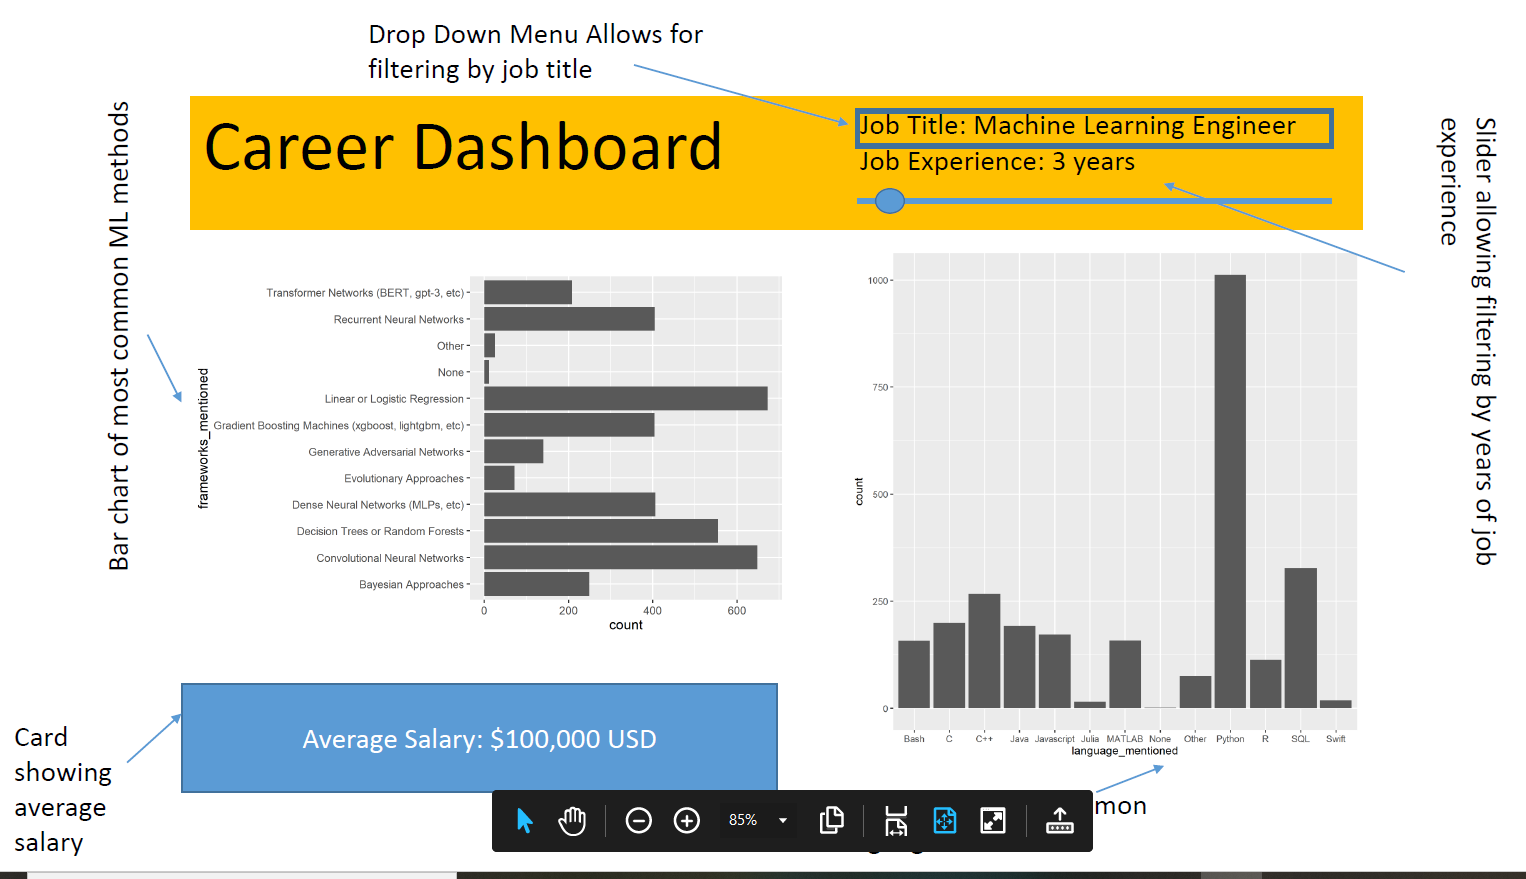 Drop Down Menu Allows for
filtering by job title
Career Dashboard
Job Title: Machine Learning Engineer
Job Experience: 3 years
Slider allowing filtering by years of job
experience
Bar chart of most common ML methods
frameworks_mentioned
Transformer Networks (BERT, gpt-3, etc)
Recurrent Neural Networks
Other
None
Linear or Logistic Regression
Gradient Boosting Machines (xgboost, lightgbm, etc)
Generative Adversarial Networks
Evolutionary Approaches
Dense Neural Networks (MLPs, etc)
Decision Trees or Random Forests
Convolutional Neural Networks
Bayesian Approaches
0 200 400 600
count
1000
750
500
250
0
count
Bash C C++ Java Javascript Julia MATLAB None Other Python R SQL Swift
language_mentioned
Average Salary: $100,000 USD
Card
showing
average
salary
85%